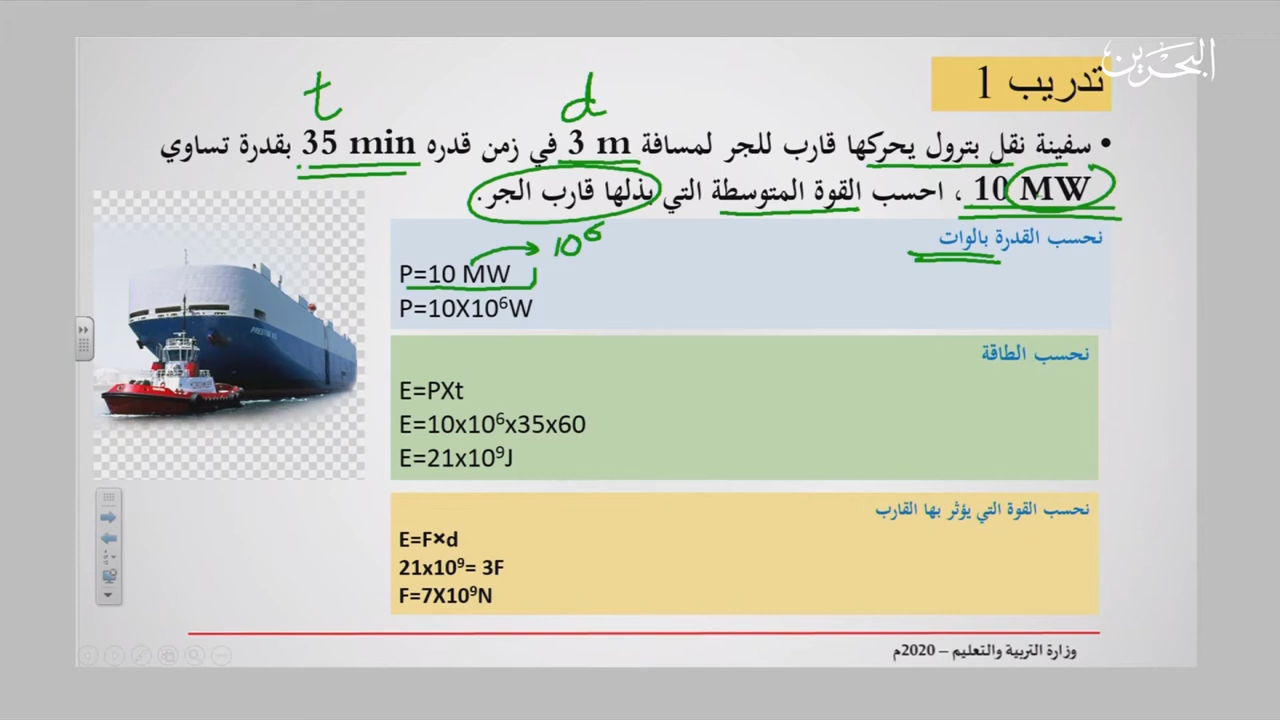 البحرين
تدريب 1
t
d
• سفينة نقل بترول يحركها قارب للجر لمسافة 3 m في زمن قدره 35 min بقدرة تساوي
10 MW ، احسب القوة المتوسطة التي بذلها قارب الجر.
نحسب القدرة بالوات
10⁶
P=10 MW
P=10X10⁶W
نحسب الطاقة
E=PXt
E=10x10⁶x35x60
E=21x10⁹J
نحسب القوة التي يؤثر بها القارب
E=F×d
21x10⁹= 3F
F=7X10⁹N
وزارة التربية والتعليم – 2020م